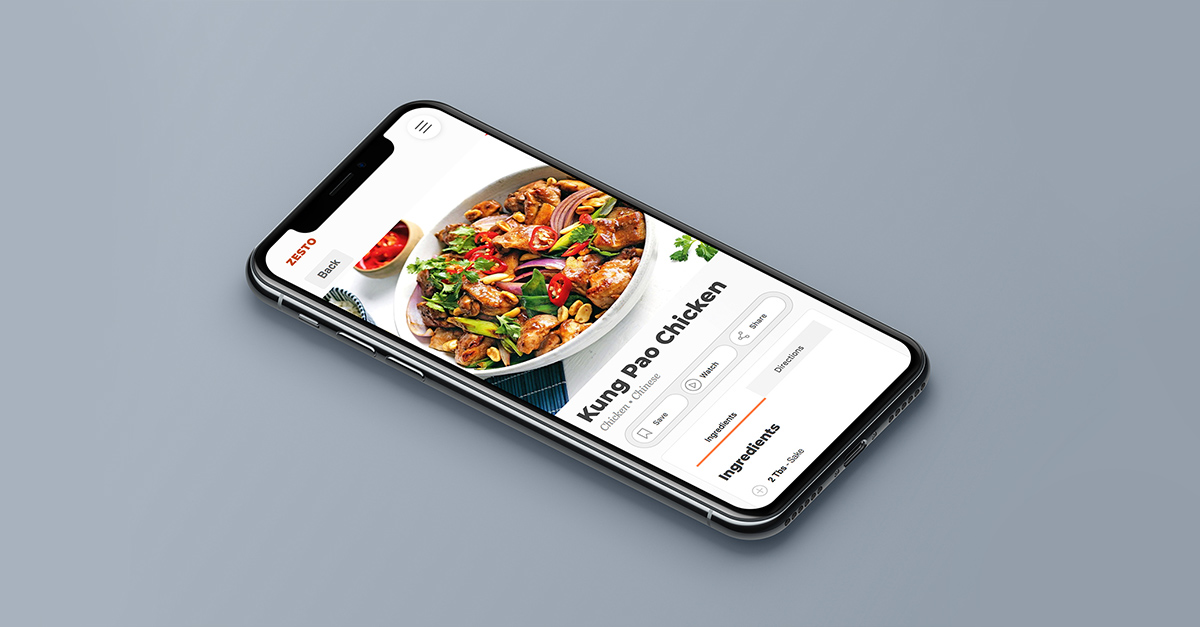 ZESTO
Back
Kung Pao Chicken
Chicken • Chinese
Save
Watch
Share
Ingredients
Directions
Ingredients
2 Tbs - Sake